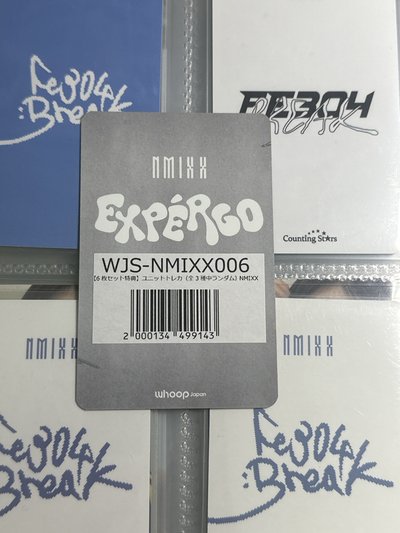 Fe3O4
:Break
FE3O4
BREAK
Counting Stars
NMIXX
EXPÉRGO
WJS-NMIXX006
【6枚セット特典】ユニットトレカ (全3種中ランダム) NMIXX
2 000134 499143
whoop Japan
NMIXX
Fe3O4
:Break
NMIXX
Fe3O4
:Break